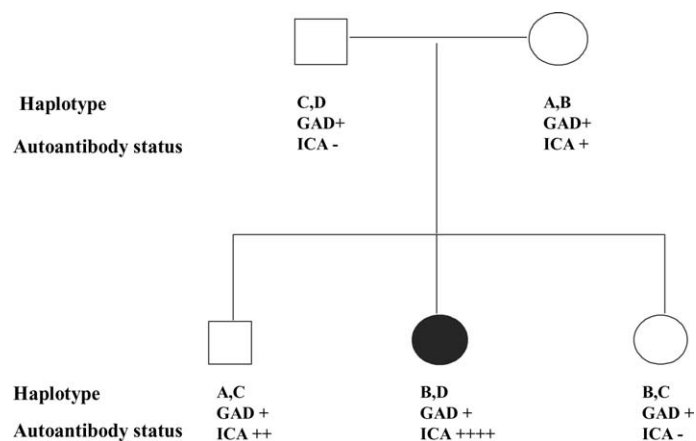 Haplotype C,D A,B
GAD+ GAD+
Autoantibody status ICA - ICA +
Haplotype A,C B,D B,C
GAD + GAD + GAD +
Autoantibody status ICA ++ ICA ++++ ICA -